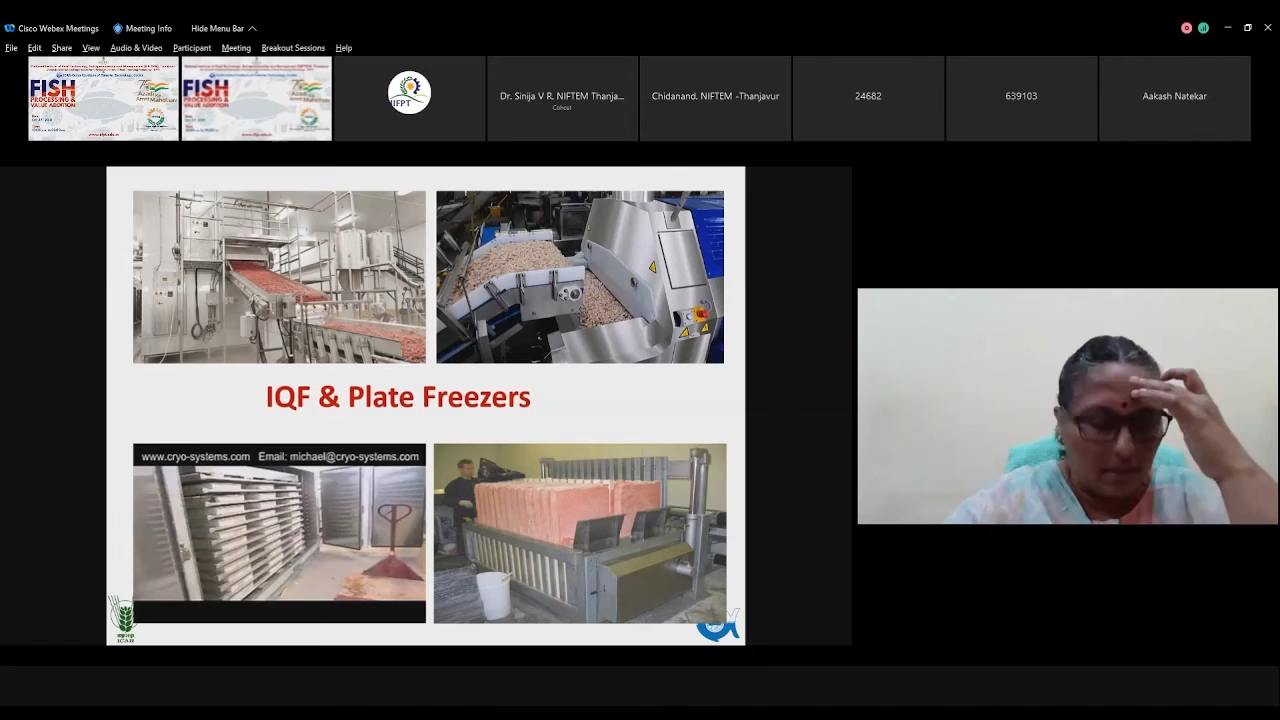 Cisco Webex Meetings
Meeting Info
Hide Menu Bar
File Edit Share View Audio & Video Participant Meeting Breakout Sessions Help
FISH
PROCESSING &
VALUE ADDITION
FISH
PROCESSING &
VALUE ADDITION
IIFPT
Dr. Sinija V R, NIFTEM Thanja...
Cohost
Chidanand, NIFTEM -Thanjavur
24682
639103
Aakash Natekar
IQF & Plate Freezers
www.cryo-systems.com Email: michael@cryo-systems.com
ICAR